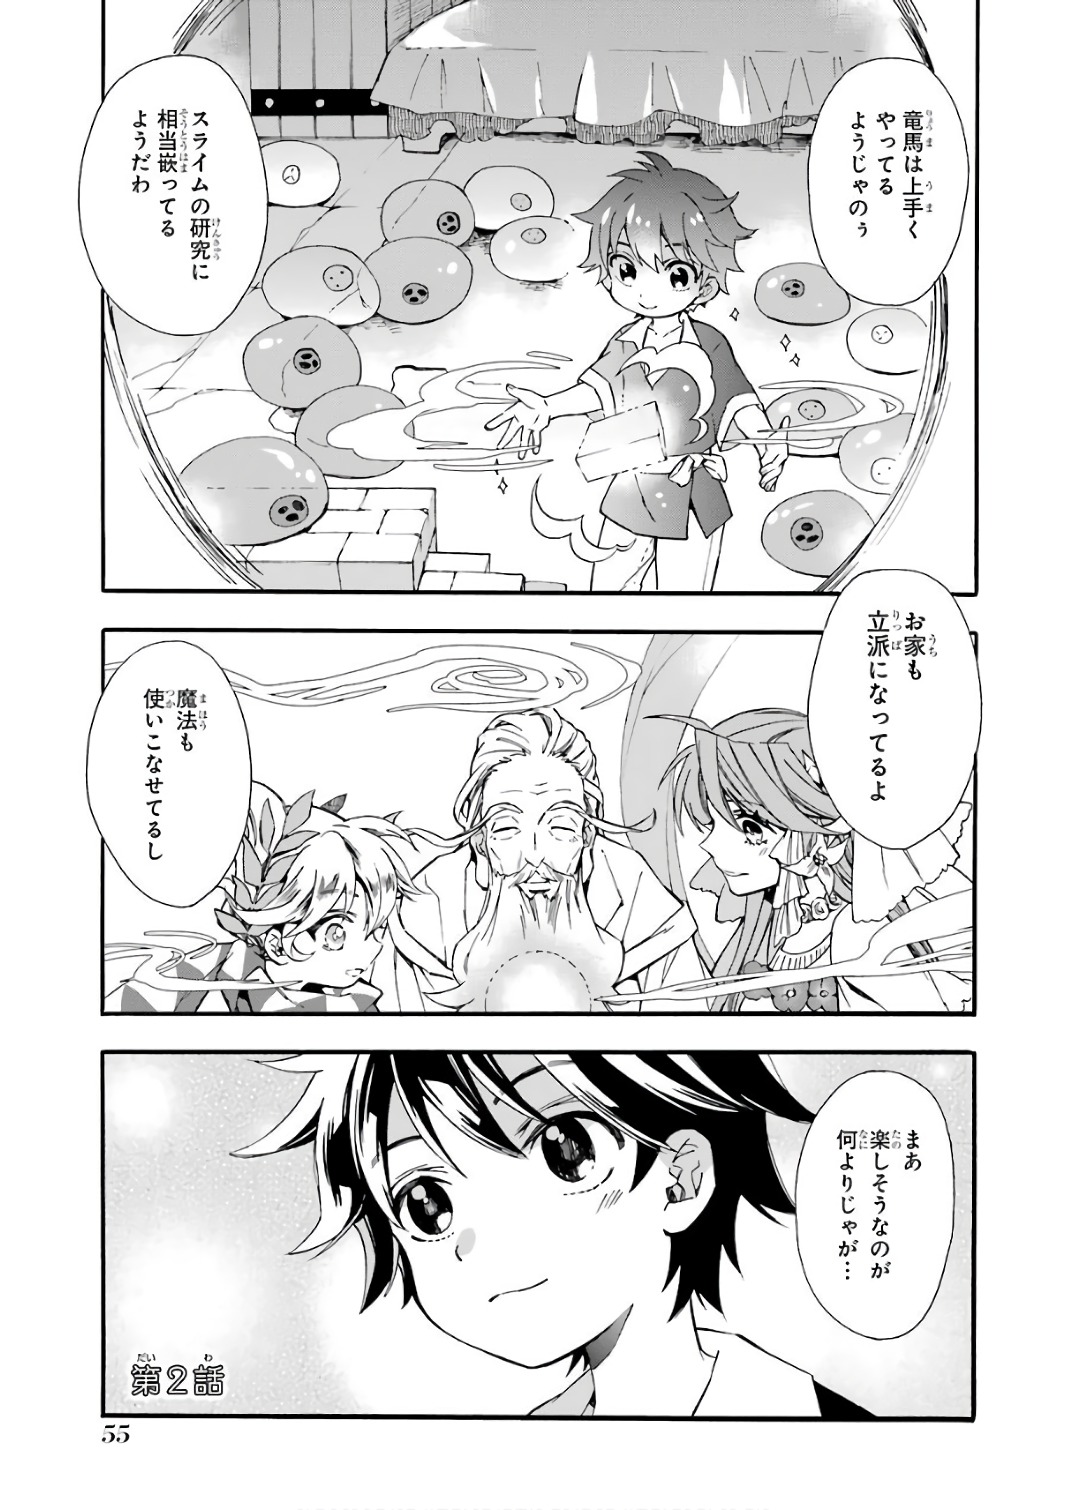 竜馬は上手く
やってる
ようじゃのぅ
スライムの研究に
相当嵌ってる
ようだわ
お家も
立派になってるよ
魔法も
使いこなせてるし
まあ
楽しそうなのが
何よりじゃが…
第2話
55